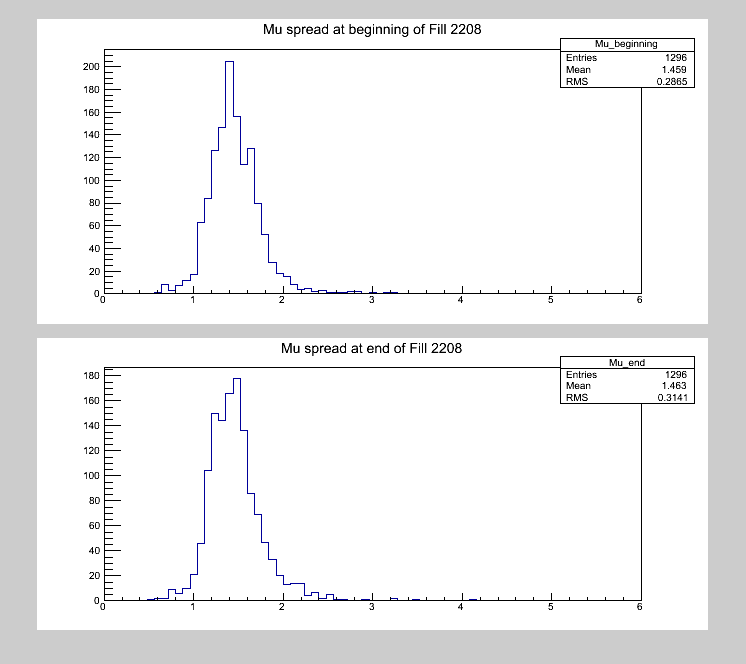 Mu spread at beginning of Fill 2208
Mu_beginning
Entries 1296
Mean 1.459
RMS 0.2865
200
180
160
140
120
100
80
60
40
20
0
0 1 2 3 4 5 6
Mu spread at end of Fill 2208
Mu_end
Entries 1296
Mean 1.463
RMS 0.3141
180
160
140
120
100
80
60
40
20
0
0 1 2 3 4 5 6